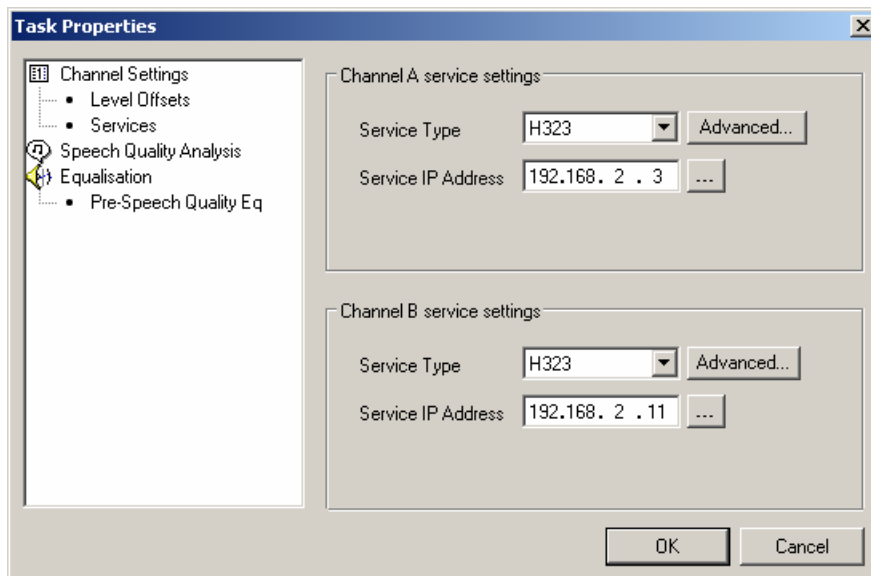 Task Properties
Channel Settings
Level Offsets
Services
Speech Quality Analysis
Equalisation
Pre-Speech Quality Eq
Channel A service settings
Service Type H323 Advanced...
Service IP Address 192.168. 2 . 3 ...
Channel B service settings
Service Type H323 Advanced...
Service IP Address 192.168. 2 .11 ...
OK Cancel